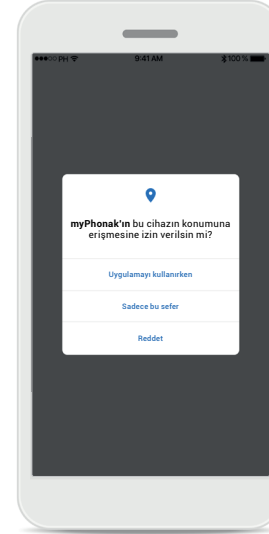 PH 9:41 AM 100 %
myPhonak'ın bu cihazın konumuna
erişmesine izin verilsin mi?
Uygulamayı kullanırken
Sadece bu sefer
Reddet